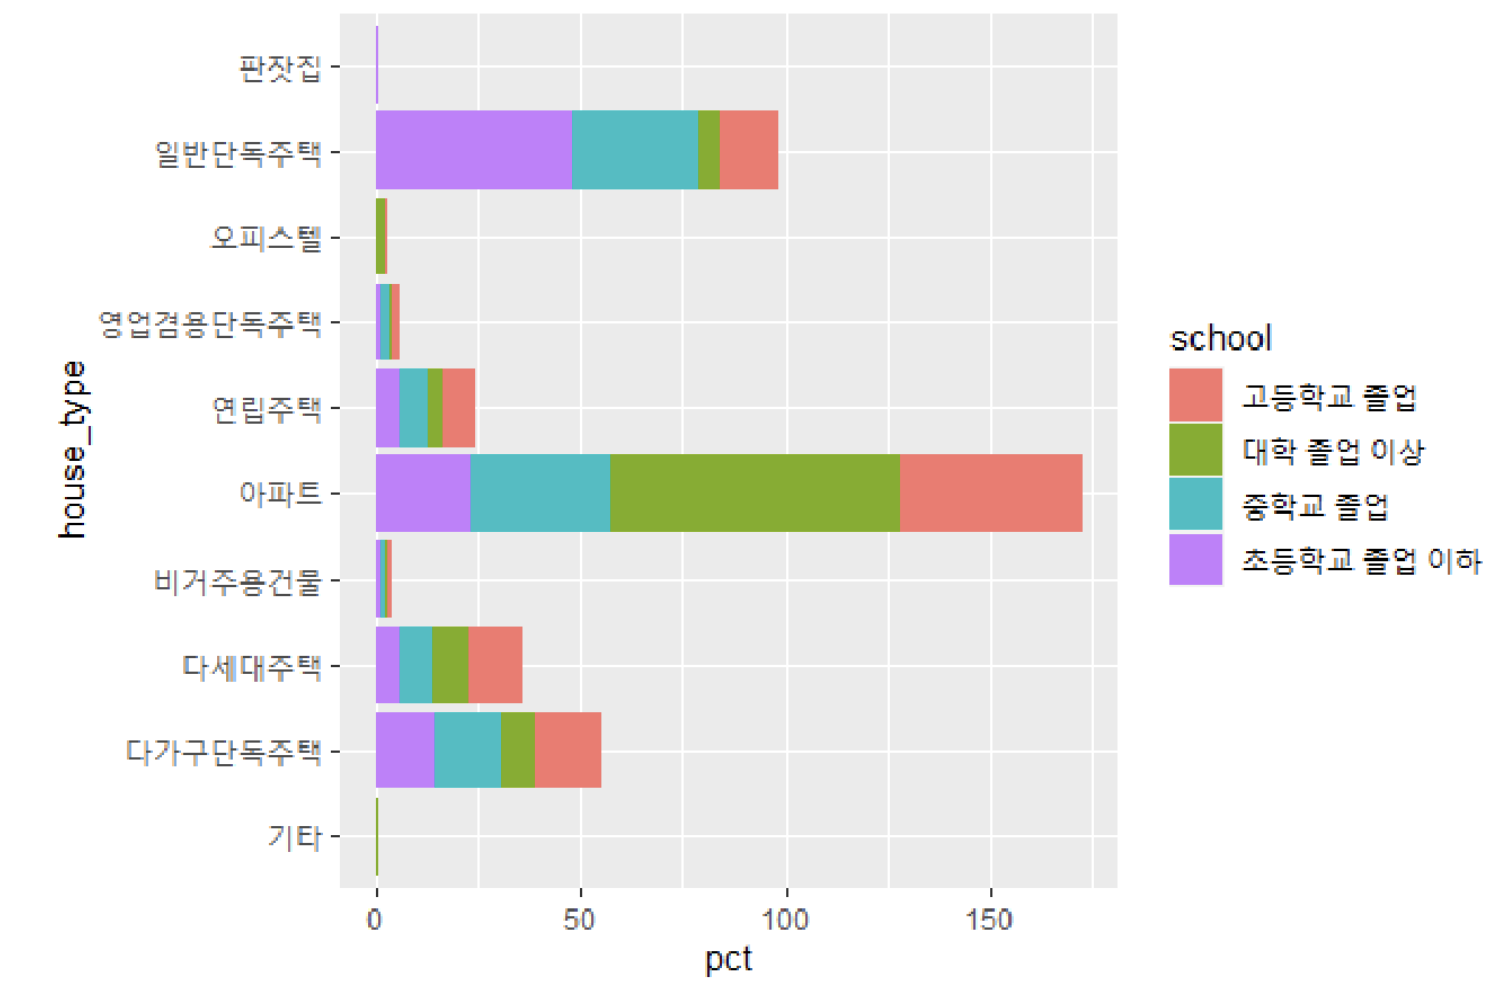 판잣집
일반단독주택
오피스텔
영업겸용단독주택
연립주택
아파트
비거주용건물
다세대주택
다가구단독주택
기타
house_type
0
50
100
150
pct
school
고등학교 졸업
대학 졸업 이상
중학교 졸업
초등학교 졸업 이하